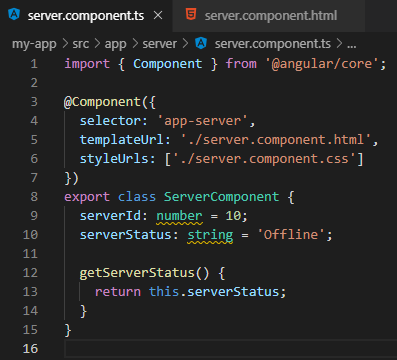 server.component.ts server.component.html
my-app > src > app > server > server.component.ts > ...
1 import { Component } from '@angular/core';
2
3 @Component({
4   selector: 'app-server',
5   templateUrl: './server.component.html',
6   styleUrls: ['./server.component.css']
7 })
8 export class ServerComponent {
9   serverId: number = 10;
10   serverStatus: string = 'Offline';
11
12   getServerStatus() {
13     return this.serverStatus;
14   }
15 }
16